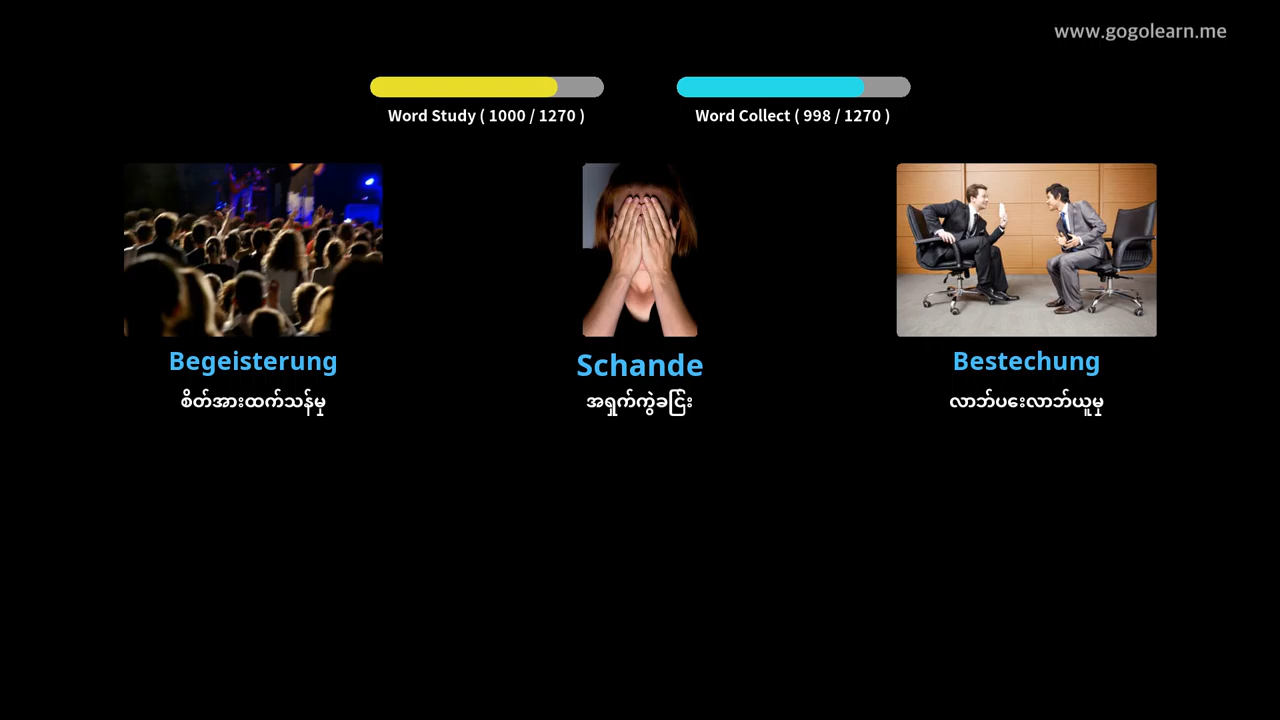 www.gogolearn.me
Word Study ( 1000 / 1270 )
Word Collect ( 998 / 1270 )
Begeisterung
Schande
Bestechung
စိတ်အားထက်သန်မှု
အရှက်ကွဲခြင်း
လာဘ်ပေးလာဘ်ယူမှု